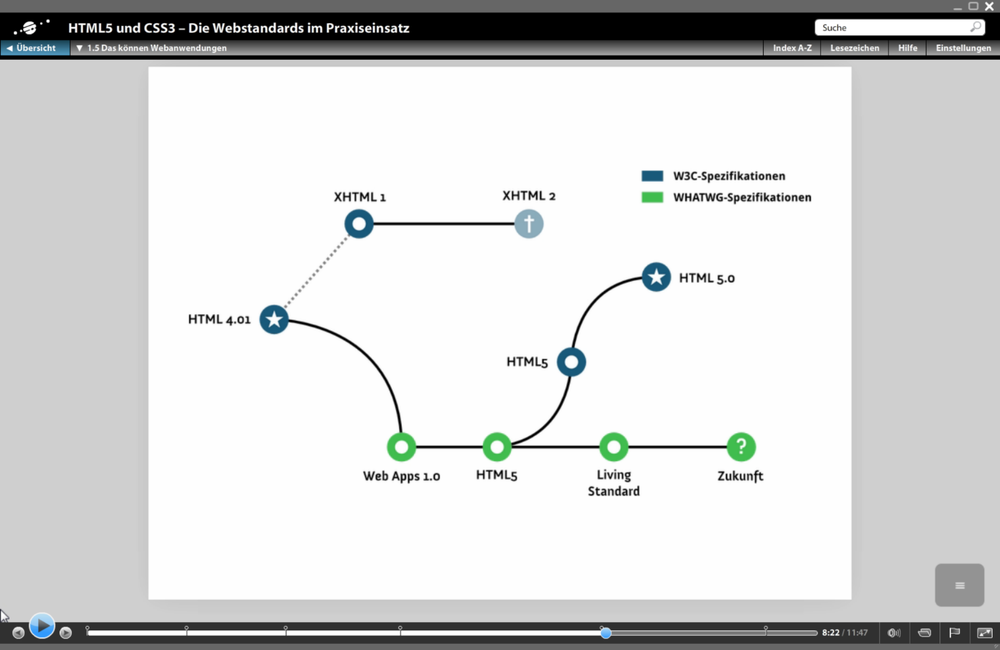 HTML5 und CSS3 – Die Webstandards im Praxiseinsatz
Suche
◀ Übersicht
▼ 1.5 Das können Webanwendungen
Index A-Z
Lesezeichen
Hilfe
Einstellungen
W3C-Spezifikationen
WHATWG-Spezifikationen
XHTML 1
XHTML 2
HTML 5.0
HTML 4.01
HTML5
?
Web Apps 1.0
HTML5
Living
Standard
Zukunft
8:22 / 11:47